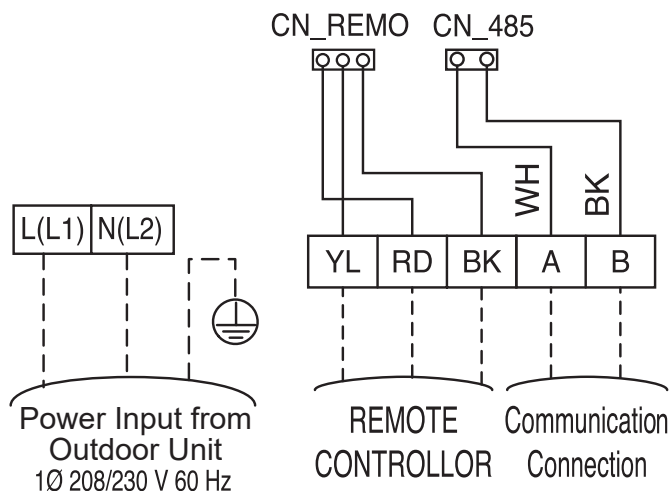 CN_REMO CN_485
WH
BK
L(L1) N(L2)
YL RD BK A B
Power Input from
Outdoor Unit
1Ø 208/230 V 60 Hz
REMOTE
CONTROLLOR
Communication
Connection